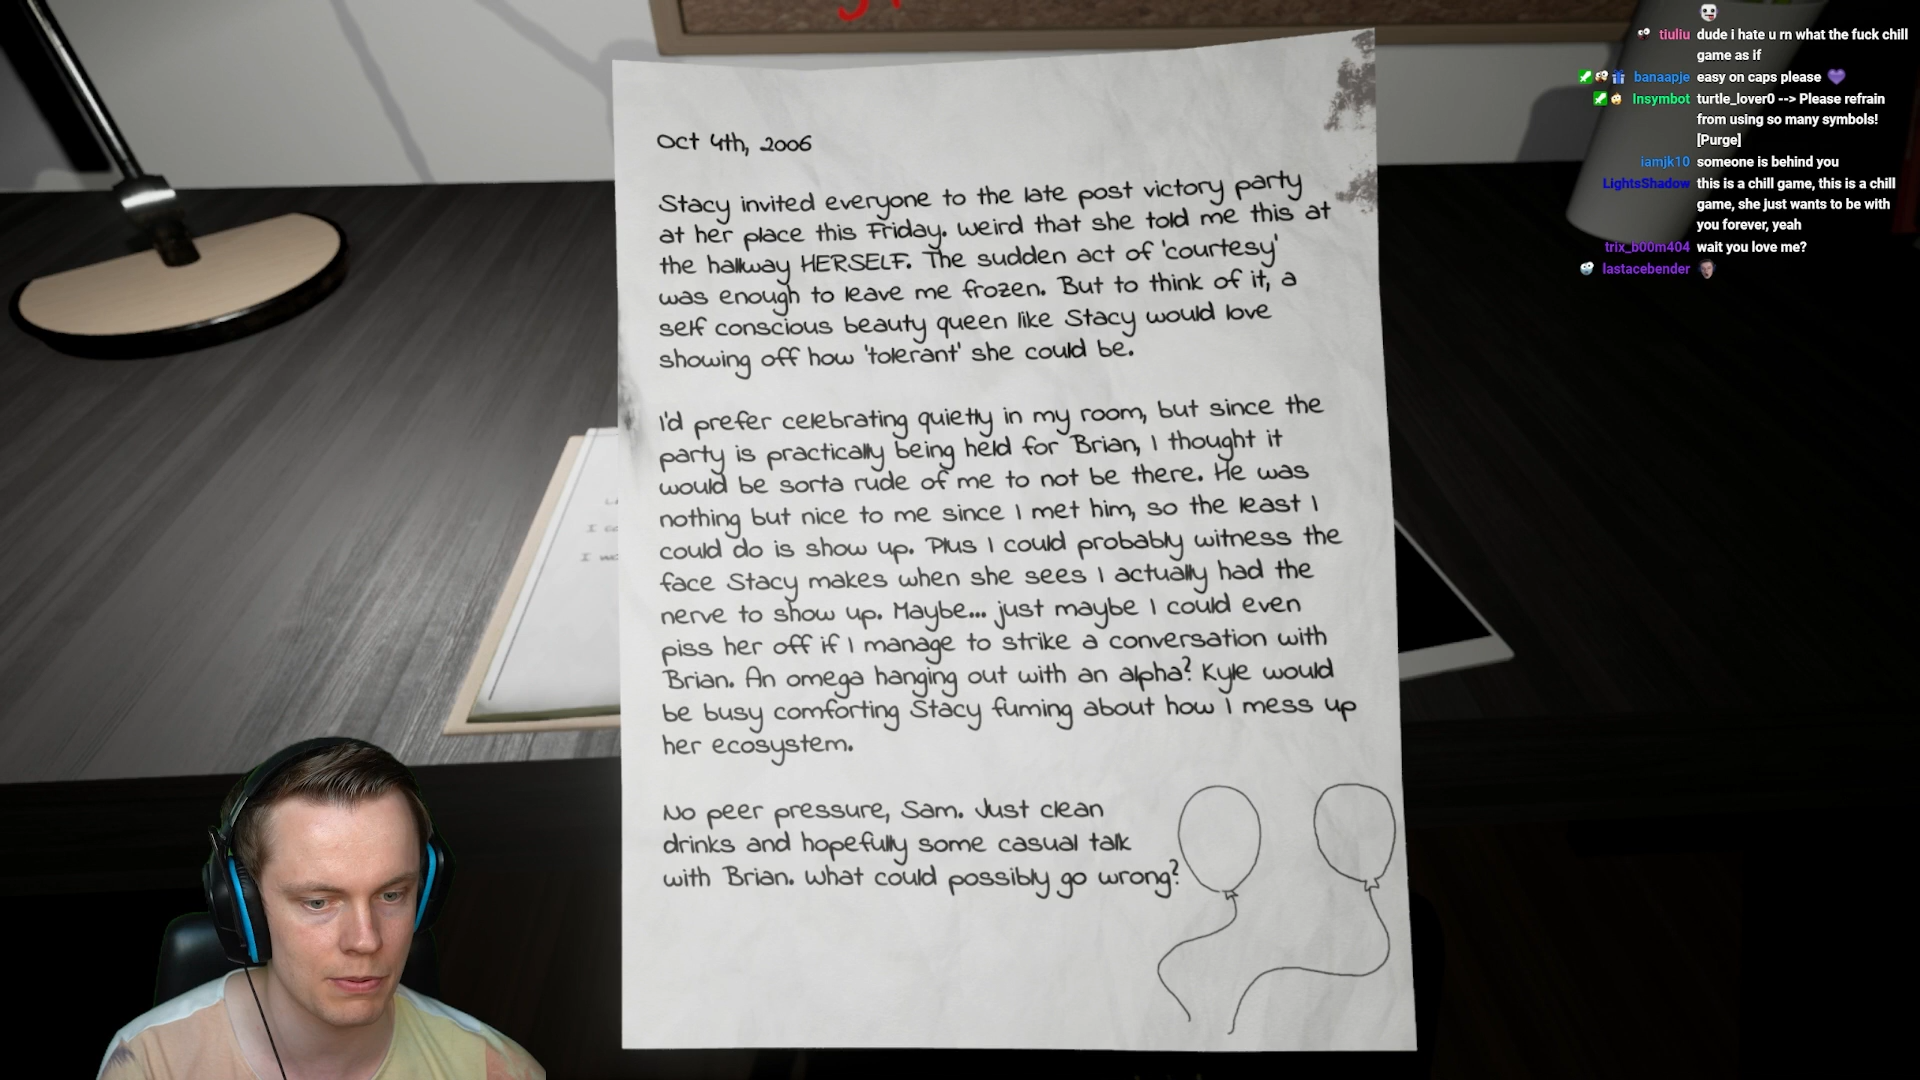 Oct 4th, 2006
Stacy invited everyone to the late post victory party
at her place this Friday. Weird that she told me this at
the hallway HERSELF. The sudden act of 'courtesy'
was enough to leave me frozen. But to think of it, a
self conscious beauty queen like Stacy would love
showing off how 'tolerant' she could be.
I'd prefer celebrating quietly in my room, but since the
party is practically being held for Brian, I thought it
would be sorta rude of me to not be there. He was
nothing but nice to me since I met him, so the least I
could do is show up. Plus I could probably witness the
face Stacy makes when she sees I actually had the
nerve to show up. Maybe... just maybe I could even
piss her off if I manage to strike a conversation with
Brian. An omega hanging out with an alpha? Kyle would
be busy comforting Stacy fuming about how I mess up
her ecosystem.
No peer pressure, Sam. Just clean
drinks and hopefully some casual talk
with Brian. What could possibly go wrong?
tiuliu dude i hate u rn what the fuck chill
game as if
banaapje easy on caps please
Insymbot turtle_lover0 --> Please refrain
from using so many symbols!
[Purge]
iamjk10 someone is behind you
LightsShadow this is a chill game, this is a chill
game, she just wants to be with
you forever, yeah
trix_b00m404 wait you love me?
lastacebender